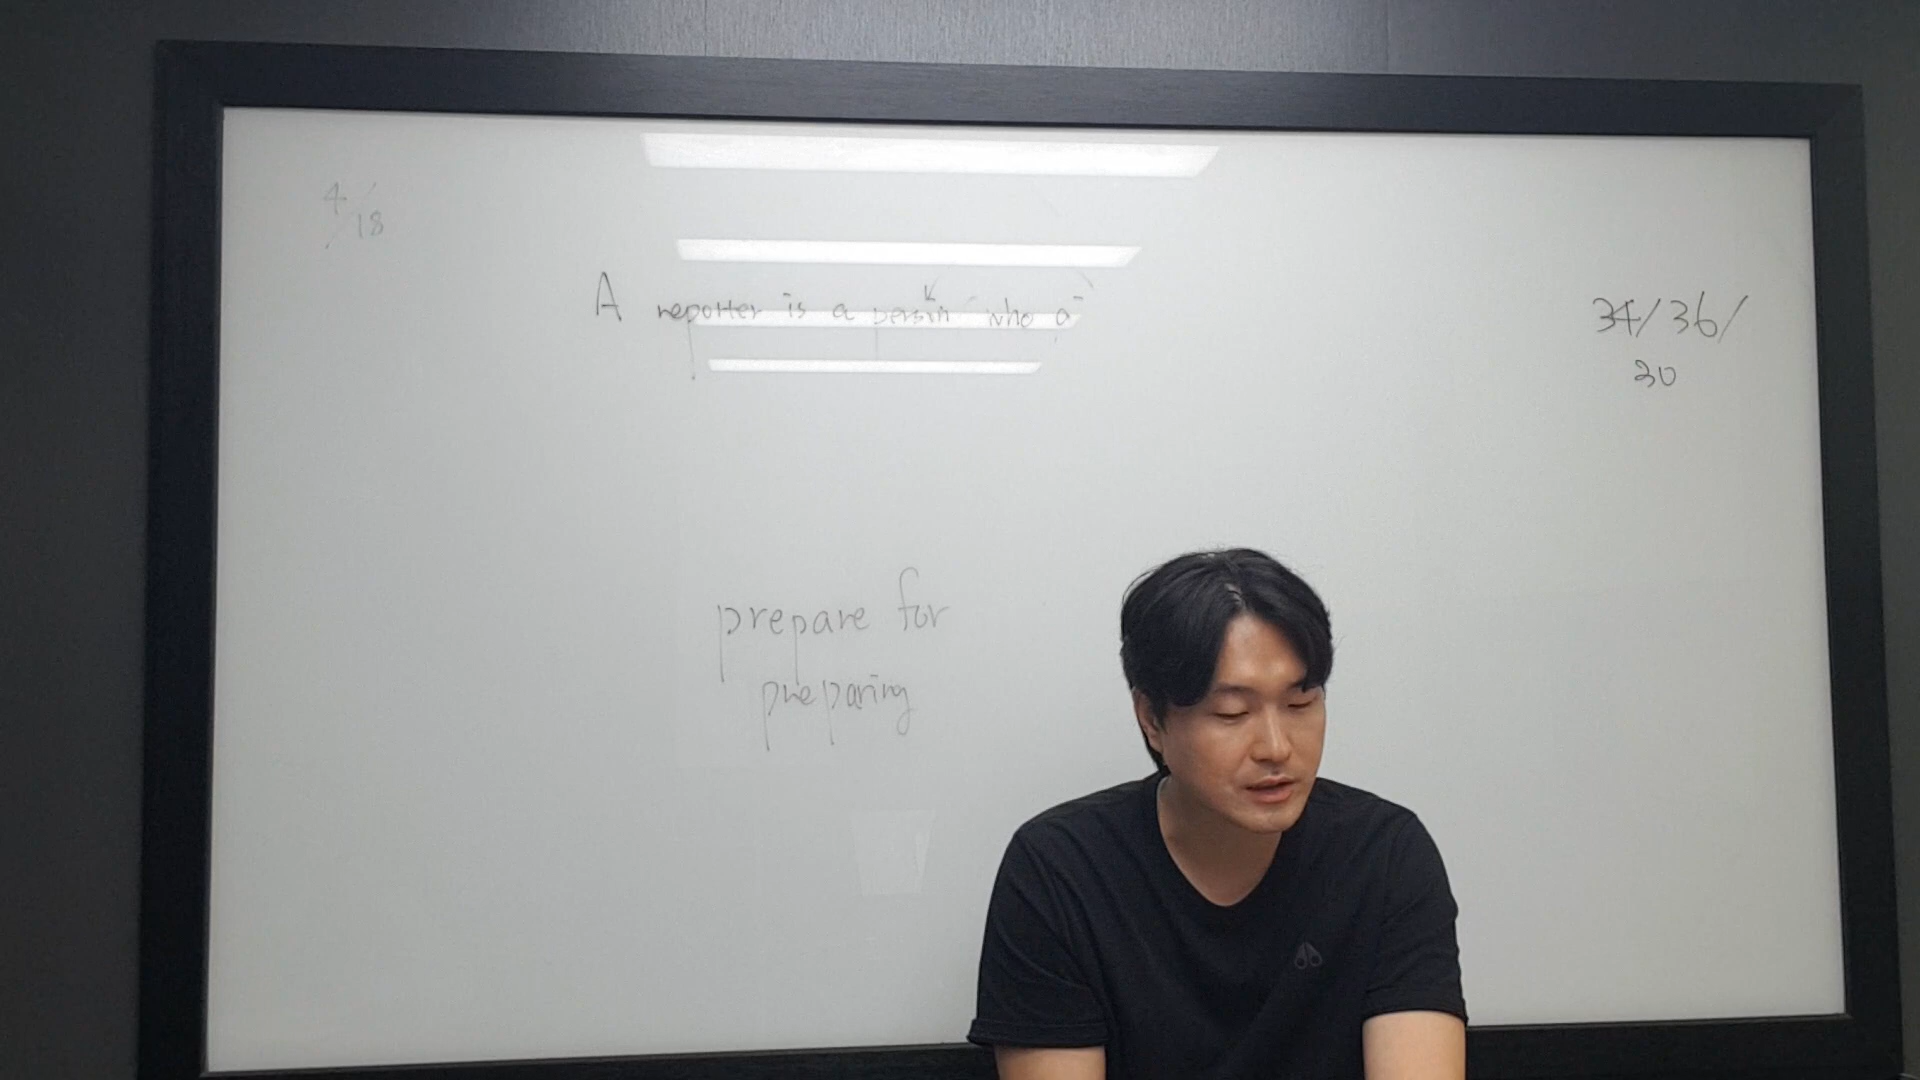 4/18
A reporter is a person who a
34/36/
30
prepare for
preparing